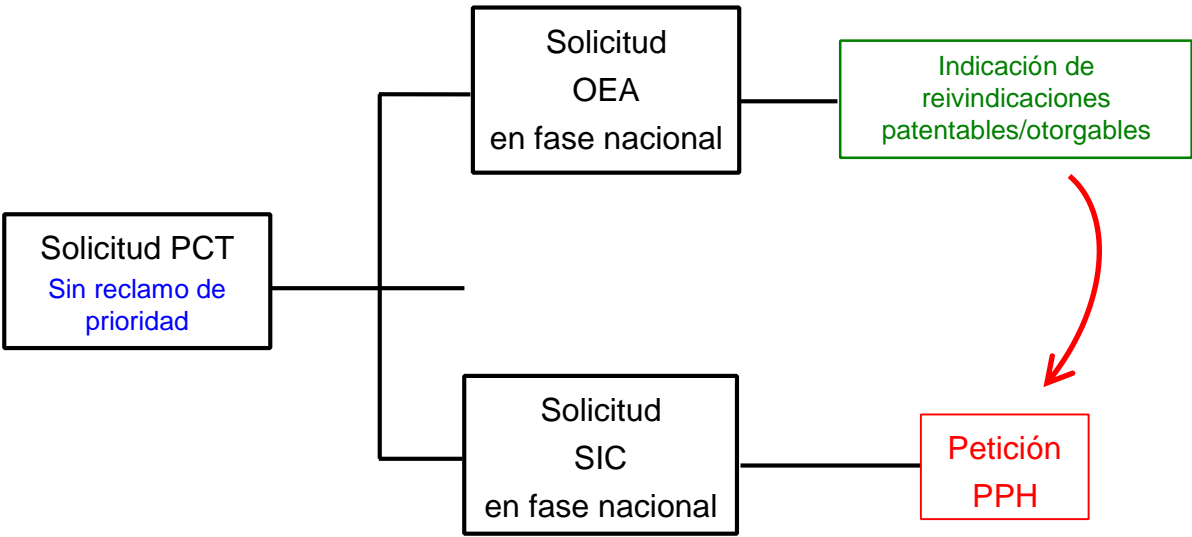 Solicitud
OEA
en fase nacional
Indicación de
reivindicaciones
patentables/otorgables
Solicitud PCT
Sin reclamo de
prioridad
Solicitud
SIC
en fase nacional
Petición
PPH